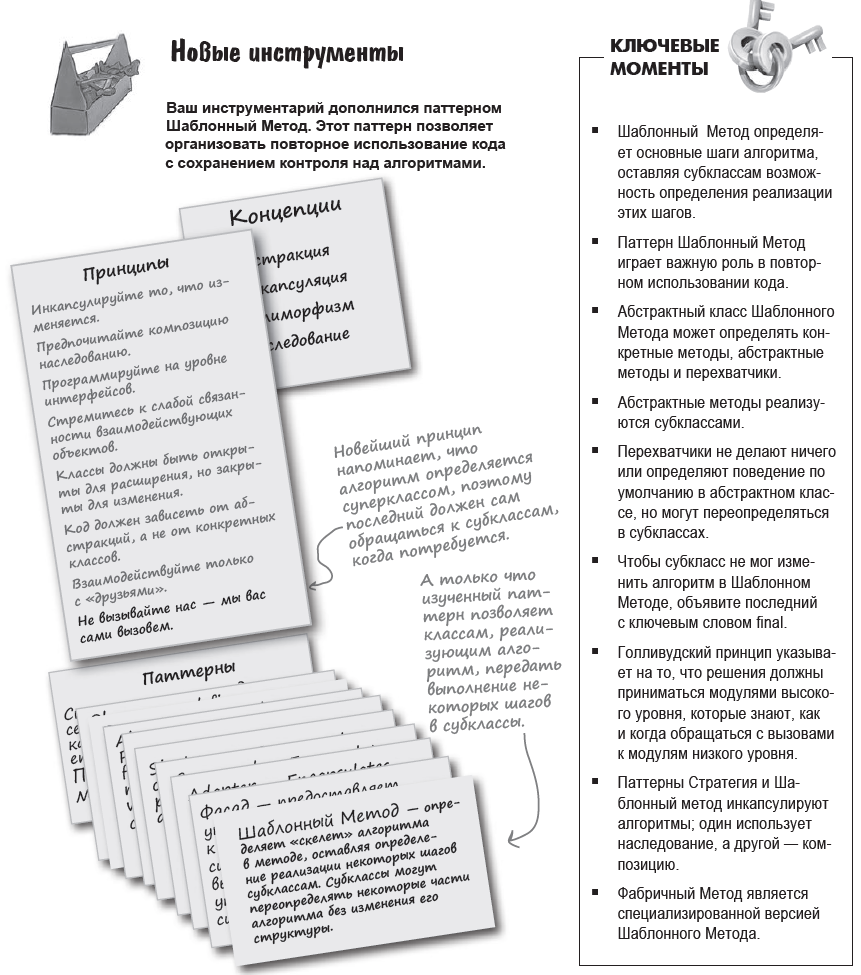 Новые инструменты
Ваш инструментарий дополнился паттерном
Шаблонный Метод. Этот паттерн позволяет
организовать повторное использование кода
с сохранением контроля над алгоритмами.
Концепции
стракция
капсуляция
лиморфизм
следование
Принципы
Инкапсулируйте то, что из-
меняется.
Предпочитайте композицию
наследованию.
Программируйте на уровне
интерфейсов.
Стремитесь к слабой связан-
ности взаимодействующих
объектов.
Классы должны быть откры-
ты для расширения, но закры-
ты для изменения.
Код должен зависеть от аб-
стракций, а не от конкретных
классов.
Взаимодействуйте только
с «друзьями».
Не вызывайте нас — мы вас
сами вызовем.
Новейший принцип
напоминает, что
алгоритм определяется
суперклассом, поэтому
последний должен сам
обращаться к субклассам,
когда потребуется.
А только что
изученный пат-
терн позволяет
классам, реали-
зующим алго-
ритм, передать
выполнение не-
которых шагов
в субклассы.
Паттерны
Фасад — предоставляет
Шаблонный Метод — опре-
деляет «скелет» алгоритма
в методе, оставляя определе-
ние реализации некоторых шагов
субклассам. Субклассы могут
переопределять некоторые части
алгоритма без изменения его
структуры.
КЛЮЧЕВЫЕ
МОМЕНТЫ
▪ Шаблонный Метод определя-
ет основные шаги алгоритма,
оставляя субклассам возмож-
ность определения реализации
этих шагов.
▪ Паттерн Шаблонный Метод
играет важную роль в повтор-
ном использовании кода.
▪ Абстрактный класс Шаблонного
Метода может определять кон-
кретные методы, абстрактные
методы и перехватчики.
▪ Абстрактные методы реализу-
ются субклассами.
▪ Перехватчики не делают ничего
или определяют поведение по
умолчанию в абстрактном клас-
се, но могут переопределяться
в субклассах.
▪ Чтобы субкласс не мог изме-
нить алгоритм в Шаблонном
Методе, объявите последний
с ключевым словом final.
▪ Голливудский принцип указыва-
ет на то, что решения должны
приниматься модулями высоко-
го уровня, которые знают, как
и когда обращаться с вызовами
к модулям низкого уровня.
▪ Паттерны Стратегия и Ша-
блонный метод инкапсулируют
алгоритмы; один использует
наследование, а другой — ком-
позицию.
▪ Фабричный Метод является
специализированной версией
Шаблонного Метода.